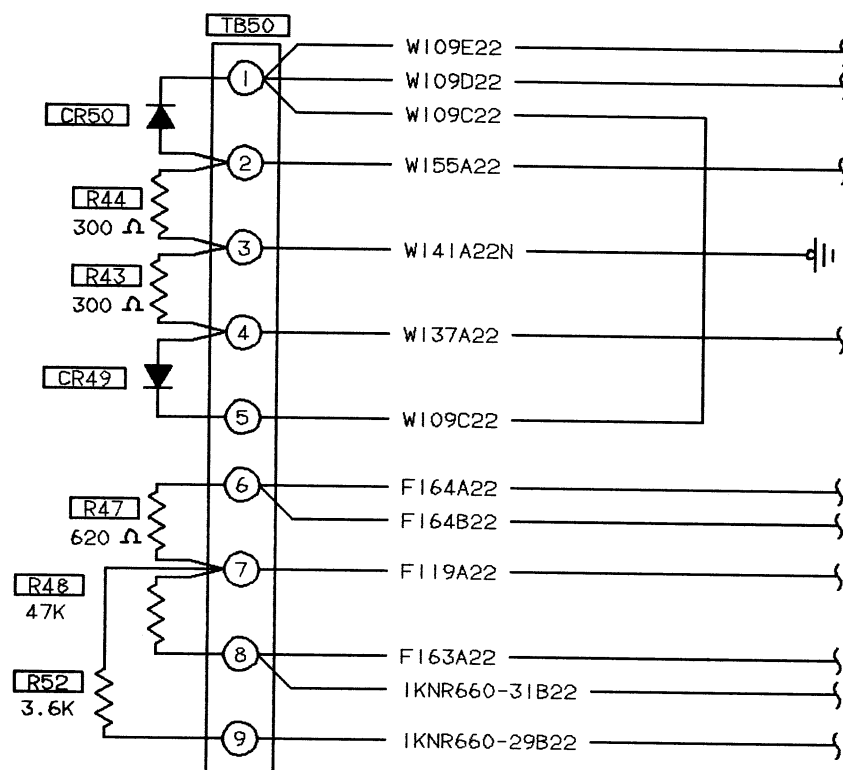 TB50
W109E22
1
W109D22
CR50
W109C22
2
W155A22
R44
300 Ω
3
W141A22N
R43
300 Ω
4
W137A22
CR49
5
W109C22
6
F164A22
R47
620 Ω
F164B22
7
F119A22
R48
47K
8
F163A22
R52
3.6K
1KNR660-31B22
9
1KNR660-29B22